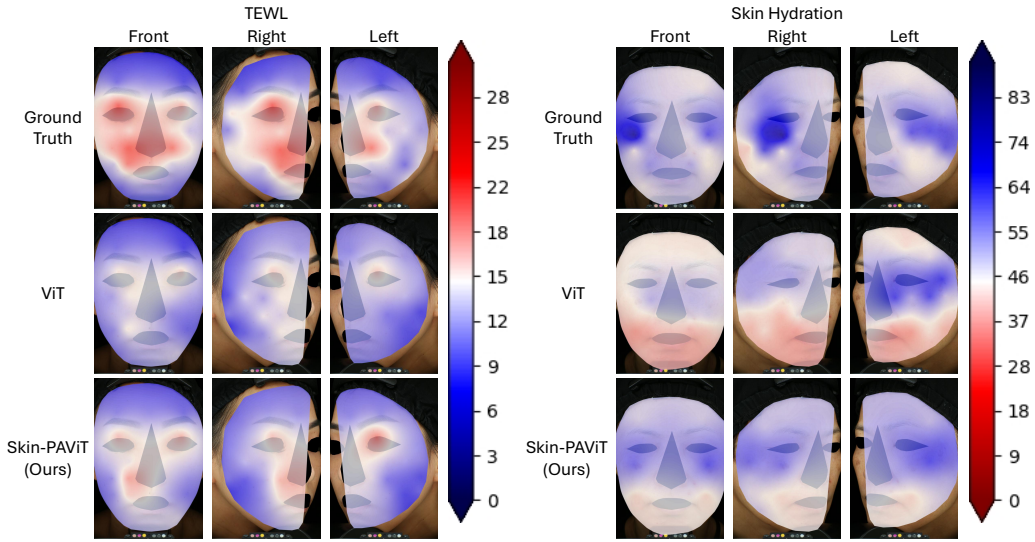 TEWL
Front Right Left
Ground
Truth
ViT
Skin-PAViT
(Ours)
28
25
22
18
15
12
9
6
3
0
Skin Hydration
Front Right Left
Ground
Truth
ViT
Skin-PAViT
(Ours)
83
74
64
55
46
37
28
18
9
0